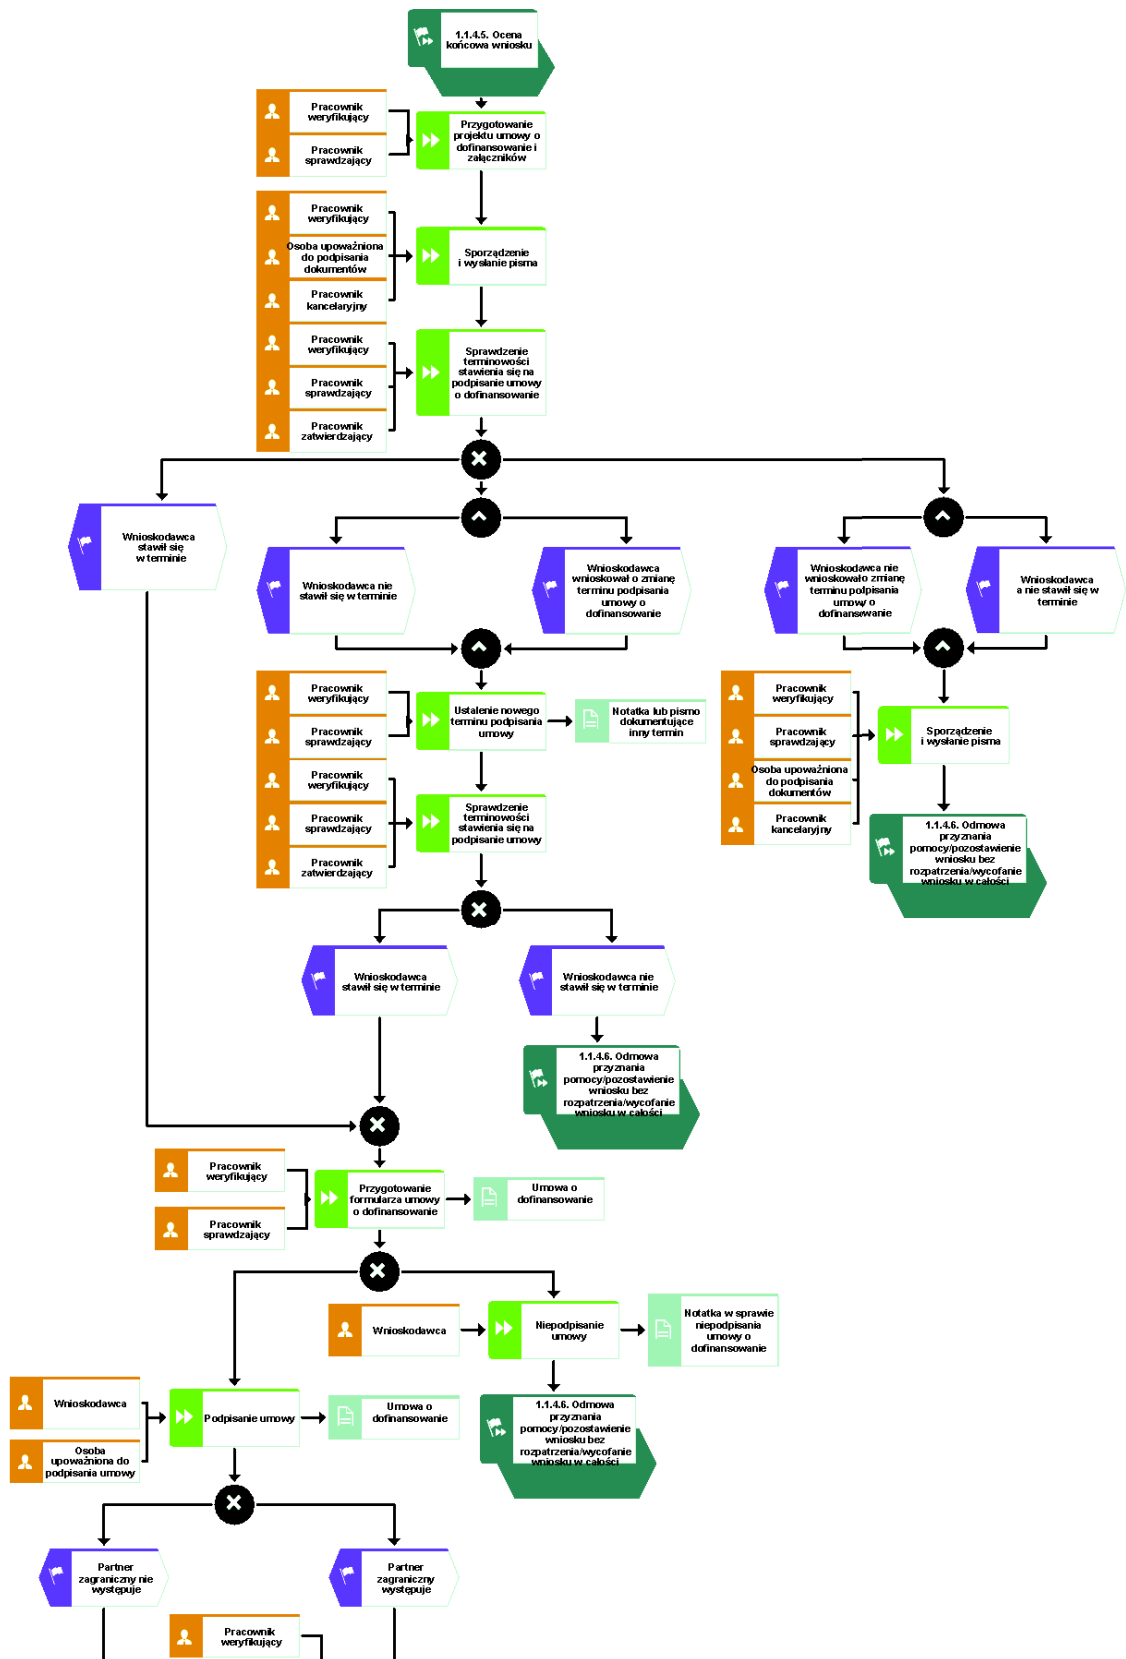 1.1.4.5. Ocena
końcowa wniosku
Pracownik
weryfikujący
Pracownik
sprawdzający
Przygotowanie
projektu umowy o
dofinansowanie i
załączników
Pracownik
weryfikujący
Osoba upoważniona
do podpisania
dokumentów
Pracownik
kancelaryjny
Sporządzenie
i wysłanie pisma
Pracownik
weryfikujący
Pracownik
sprawdzający
Pracownik
zatwierdzający
Sprawdzenie
terminowości
stawienia się na
podpisanie umowy
o dofinansowanie
Wnioskodawca
stawił się
w terminie
Wnioskodawca nie
stawił się w terminie
Wnioskodawca
wnioskował o zmianę
terminu podpisania
umowy o
dofinansowanie
Wnioskodawca nie
wnioskował o zmianę
terminu podpisania
umowy o
dofinansowanie
Wnioskodawca
a nie stawił się w
terminie
Pracownik
weryfikujący
Pracownik
sprawdzający
Ustalenie nowego
terminu podpisania
umowy
Notatka lub pismo
dokumentujące
inny termin
Pracownik
weryfikujący
Pracownik
sprawdzający
Osoba upoważniona
do podpisania
dokumentów
Pracownik
kancelaryjny
Sporządzenie
i wysłanie pisma
1.1.4.6. Odmowa
przyznania
pomocy/pozostawienie
wniosku bez
rozpatrzenia/wycofanie
wniosku w całości
Pracownik
weryfikujący
Pracownik
sprawdzający
Pracownik
zatwierdzający
Sprawdzenie
terminowości
stawienia się na
podpisanie umowy
Wnioskodawca
stawił się w terminie
Wnioskodawca nie
stawił się w terminie
1.1.4.6. Odmowa
przyznania
pomocy/pozostawienie
wniosku bez
rozpatrzenia/wycofanie
wniosku w całości
Pracownik
weryfikujący
Pracownik
sprawdzający
Przygotowanie
formularza umowy
o dofinansowanie
Umowa o
dofinansowanie
Wnioskodawca
Niepodpisanie
umowy
Notatka w sprawie
niepodpisania
umowy o
dofinansowanie
Wnioskodawca
Osoba
upoważniona do
podpisania umowy
Podpisanie umowy
Umowa o
dofinansowanie
1.1.4.6. Odmowa
przyznania
pomocy/pozostawienie
wniosku bez
rozpatrzenia/wycofanie
wniosku w całości
Partner
zagraniczny nie
występuje
Partner
zagraniczny
występuje
Pracownik
weryfikujący